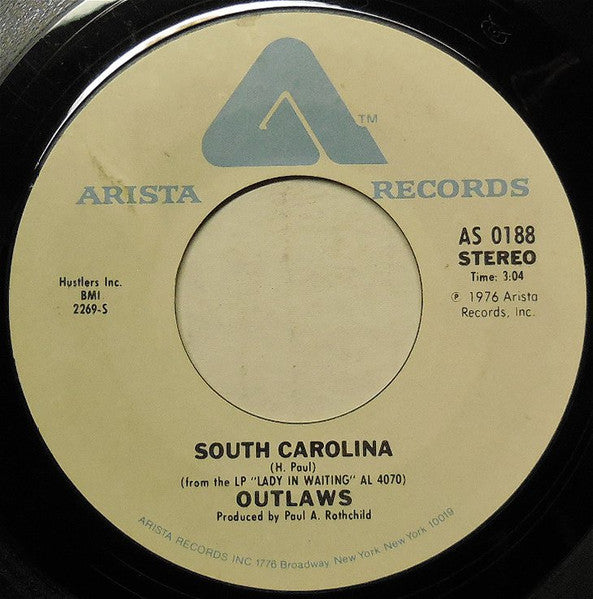 TM
ARISTA RECORDS
AS 0188
STEREO
Time: 3:04
℗ 1976 Arista
Records, Inc.
Hustlers Inc.
BMI
2269-S
SOUTH CAROLINA
(H. Paul)
(from the LP "LADY IN WAITING" AL 4070)
OUTLAWS
Produced by Paul A. Rothchild
ARISTA RECORDS INC 1776 Broadway, New York, New York 10019